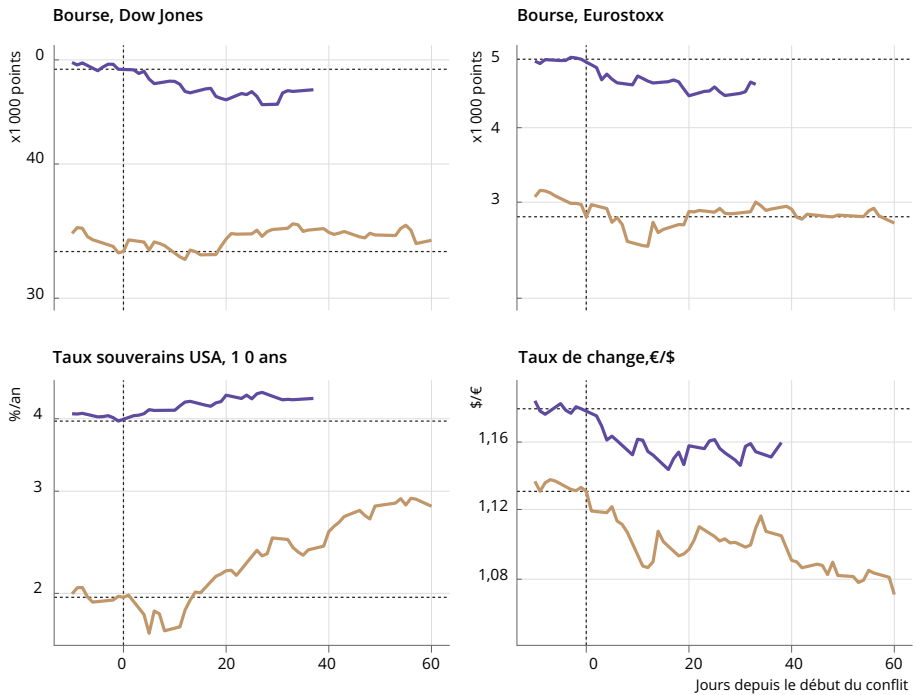 Bourse, Dow Jones
x1 000 points
0
40
30
Bourse, Eurostoxx
x1 000 points
5
4
3
Taux souverains USA, 1 0 ans
%/an
4
3
2
0
20
40
60
Taux de change,€/$
$/€
1,16
1,12
1,08
0
20
40
60
Jours depuis le début du conflit